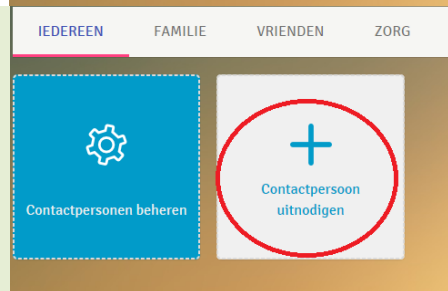 IEDEREEN FAMILIE VRIENDEN ZORG
Contactpersonen beheren
Contactpersoon
uitnodigen